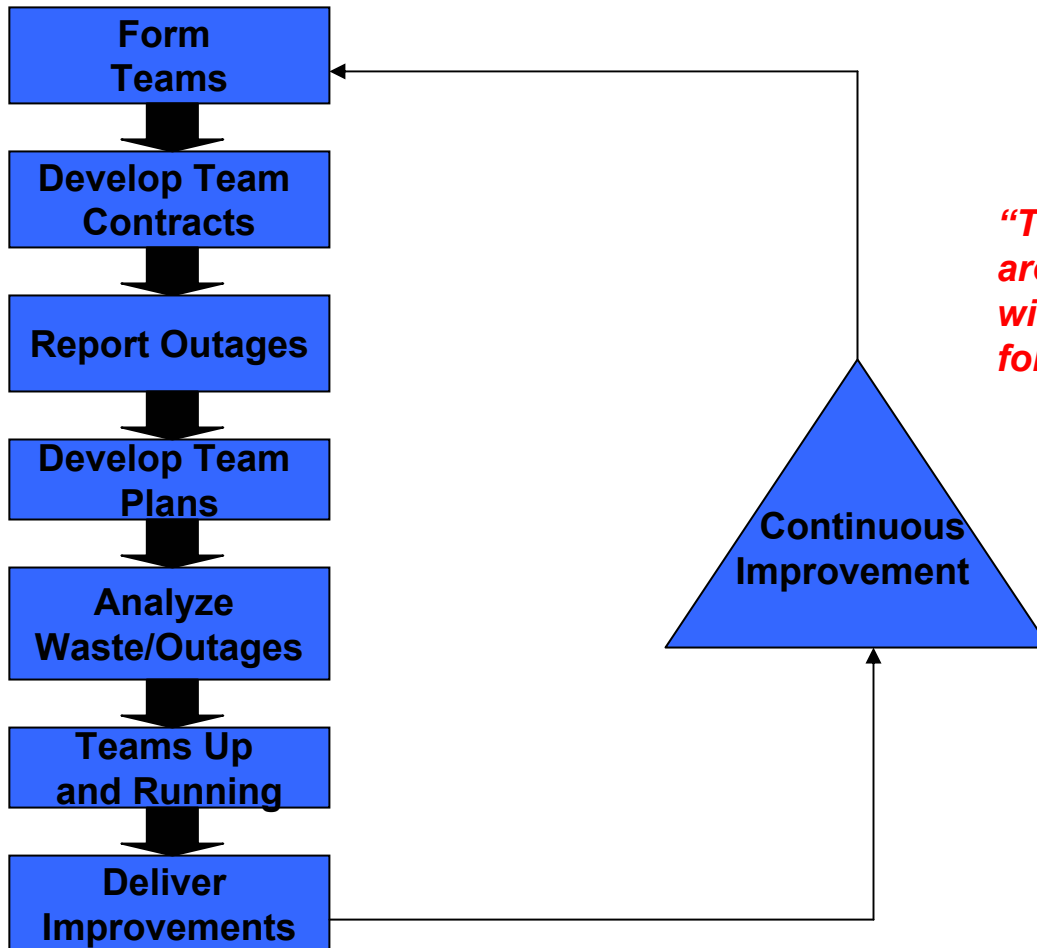 Form
Teams
Develop Team
Contracts
Report Outages
Develop Team
Plans
Analyze
Waste/Outages
Teams Up
and Running
Deliver
Improvements
Continuous
Improvement